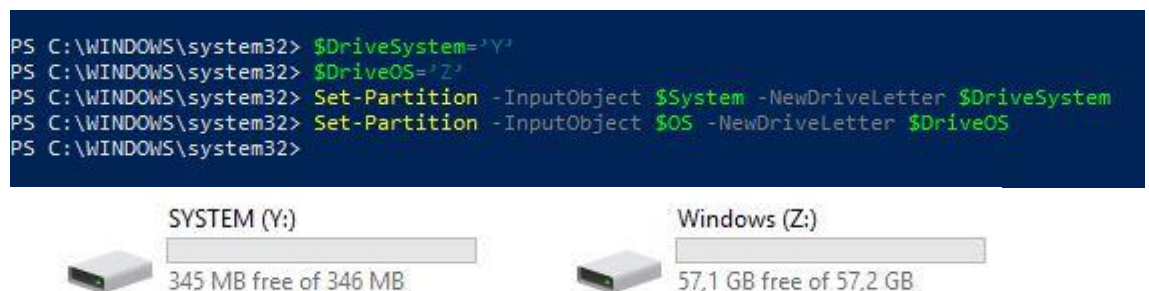 PS C:\WINDOWS\system32> $DriveSystem='Y'
PS C:\WINDOWS\system32> $DriveOS='Z'
PS C:\WINDOWS\system32> Set-Partition -InputObject $System -NewDriveLetter $DriveSystem
PS C:\WINDOWS\system32> Set-Partition -InputObject $OS -NewDriveLetter $DriveOS
PS C:\WINDOWS\system32>
SYSTEM (Y:)
345 MB free of 346 MB
Windows (Z:)
57,1 GB free of 57,2 GB